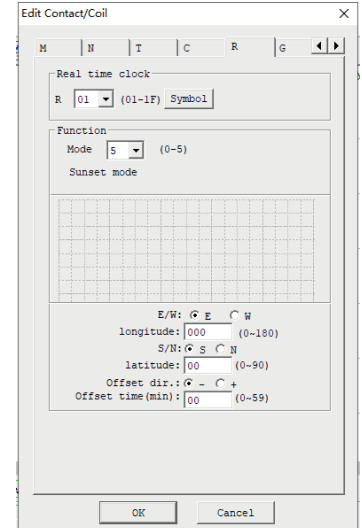 Edit Contact/Coil
M N T C R G
Real time clock
R 01 (01-1F) Symbol
Function
Mode 5 (0-5)
Sunset mode
E/W: E W
longitude: 000 (0~180)
S/N: S N
latitude: 00 (0~90)
Offset dir.: - +
Offset time(min): 00 (0~59)
OK Cancel